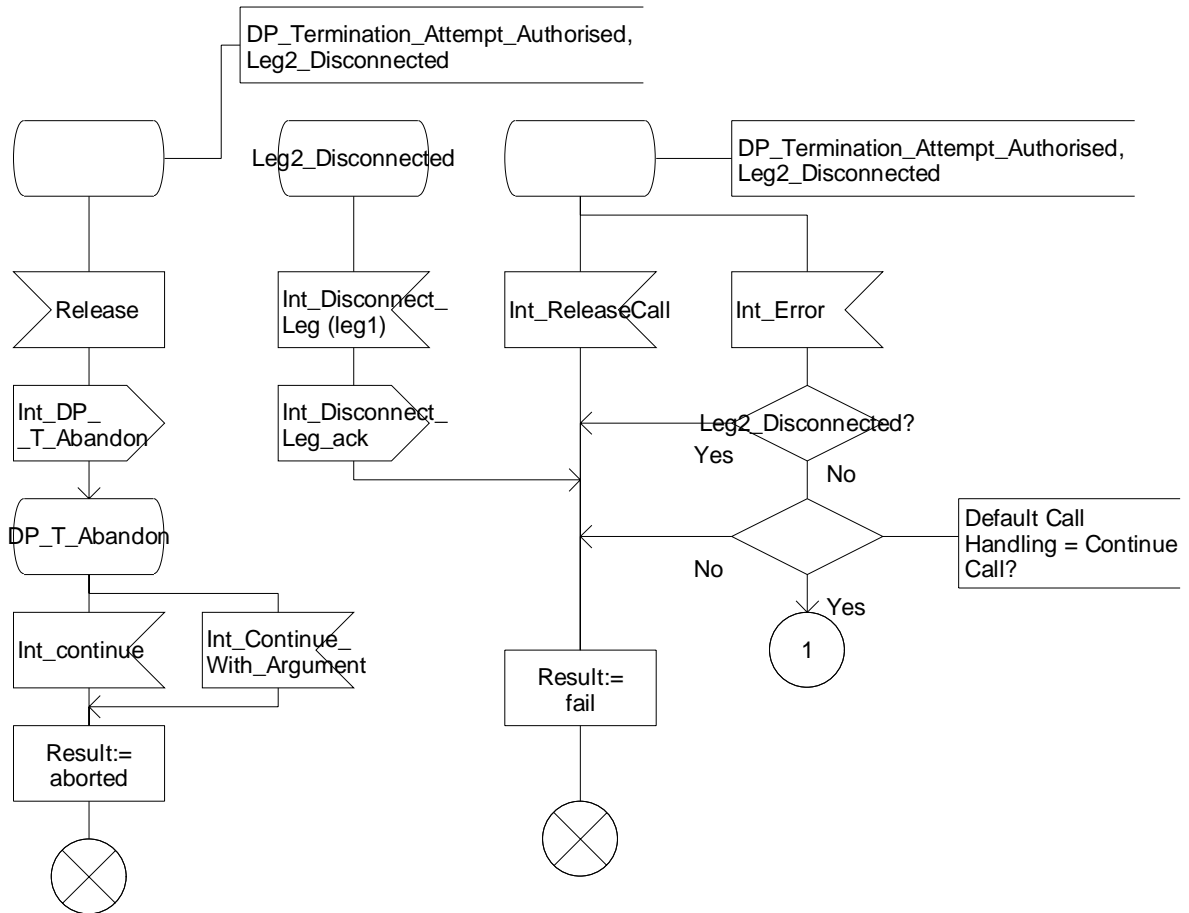 DP_Termination_Attempt_Authorised,
Leg2_Disconnected
Leg2_Disconnected
DP_Termination_Attempt_Authorised,
Leg2_Disconnected
Release
Int_Disconnect_
Leg (leg1)
Int_ReleaseCall
Int_Error
Int_DP_
_T_Abandon
Int_Disconnect_
Leg_ack
Leg2_Disconnected?
Yes
No
DP_T_Abandon
Default Call
Handling = Continue
Call?
No
Yes
Int_continue
Int_Continue_
With_Argument
1
Result:=
fail
Result:=
aborted